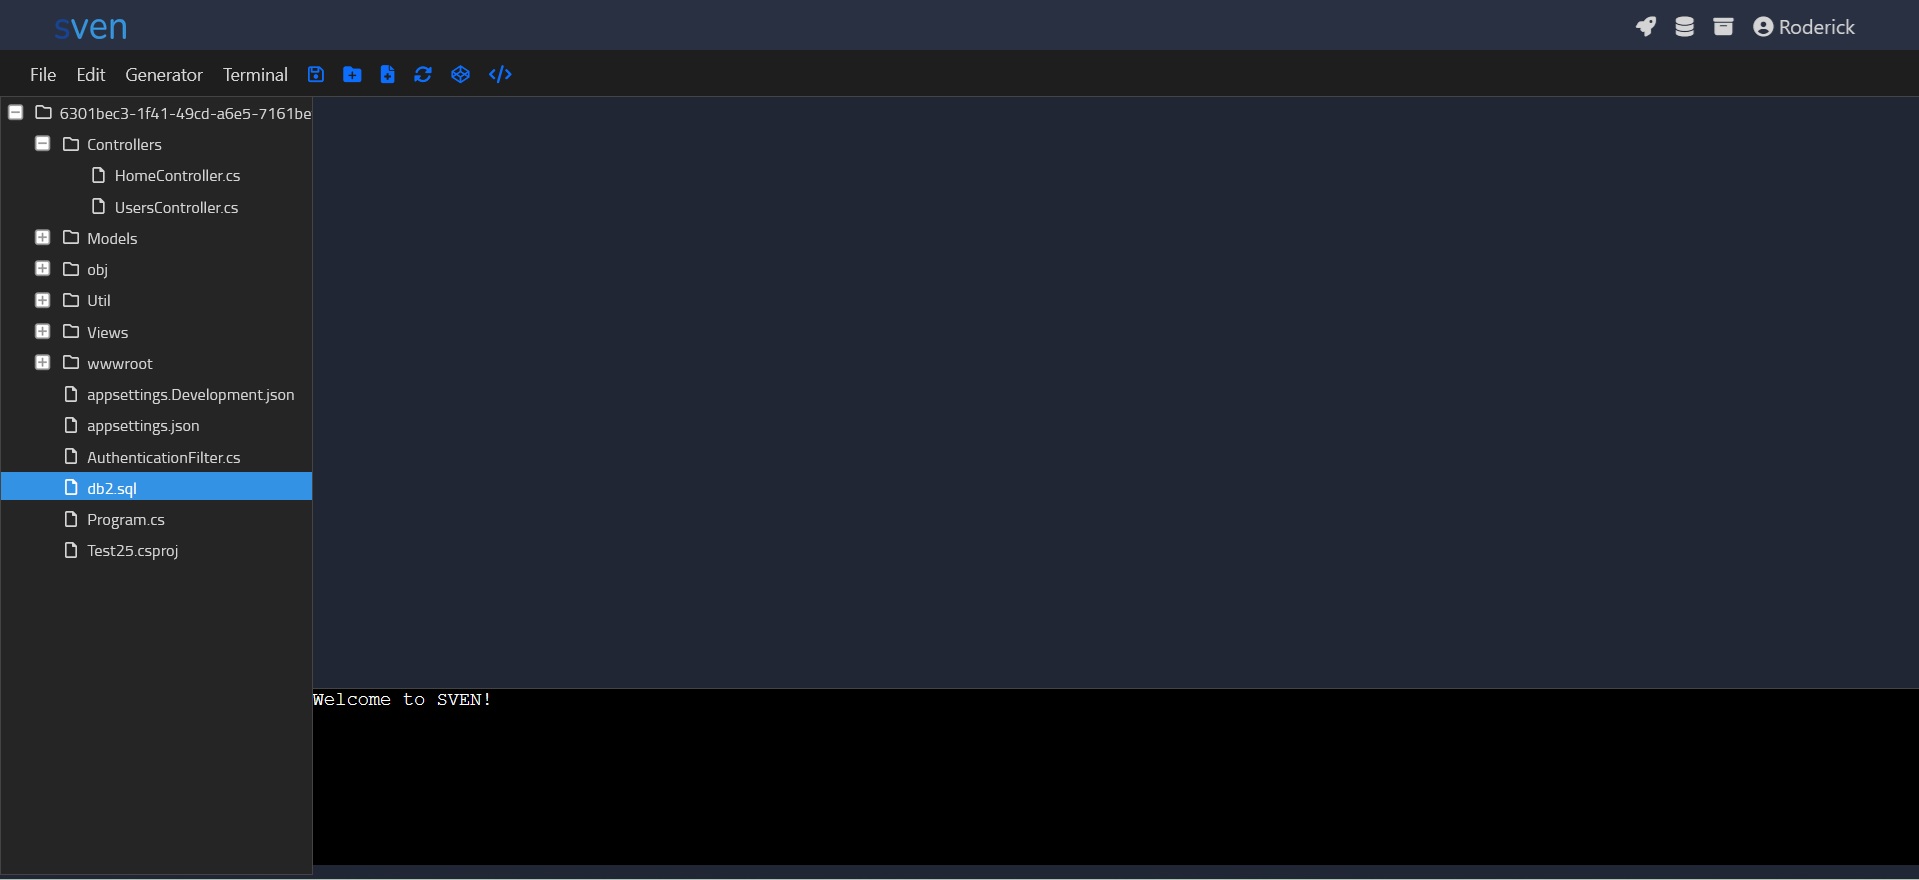 sven
Roderick
File Edit Generator Terminal
6301bec3-1f41-49cd-a6e5-7161be
Controllers
HomeController.cs
UsersController.cs
Models
obj
Util
Views
wwwroot
appsettings.Development.json
appsettings.json
AuthenticationFilter.cs
db2.sql
Program.cs
Test25.csproj
Welcome to SVEN!